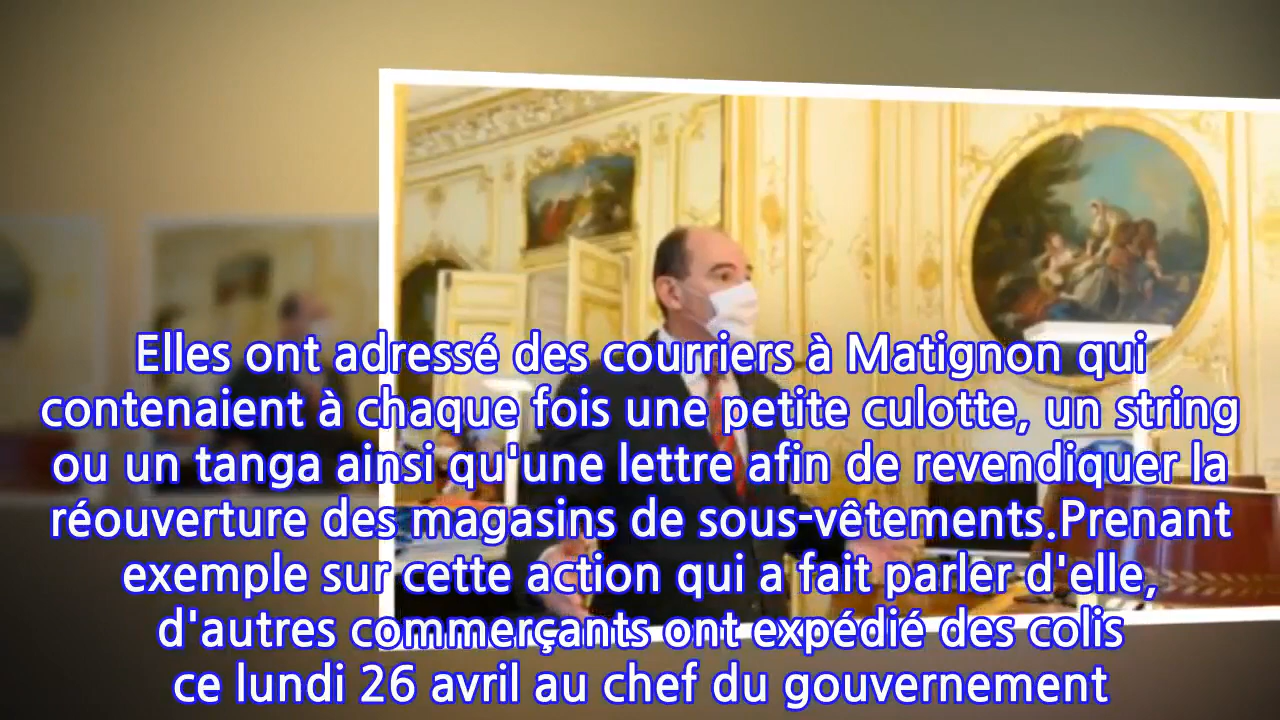 Elles ont adressé des courriers à Matignon qui
contenaient à chaque fois une petite culotte, un string
ou un tanga ainsi qu'une lettre afin de revendiquer la
réouverture des magasins de sous-vêtements.Prenant
exemple sur cette action qui a fait parler d'elle,
d'autres commerçants ont expédié des colis
ce lundi 26 avril au chef du gouvernement